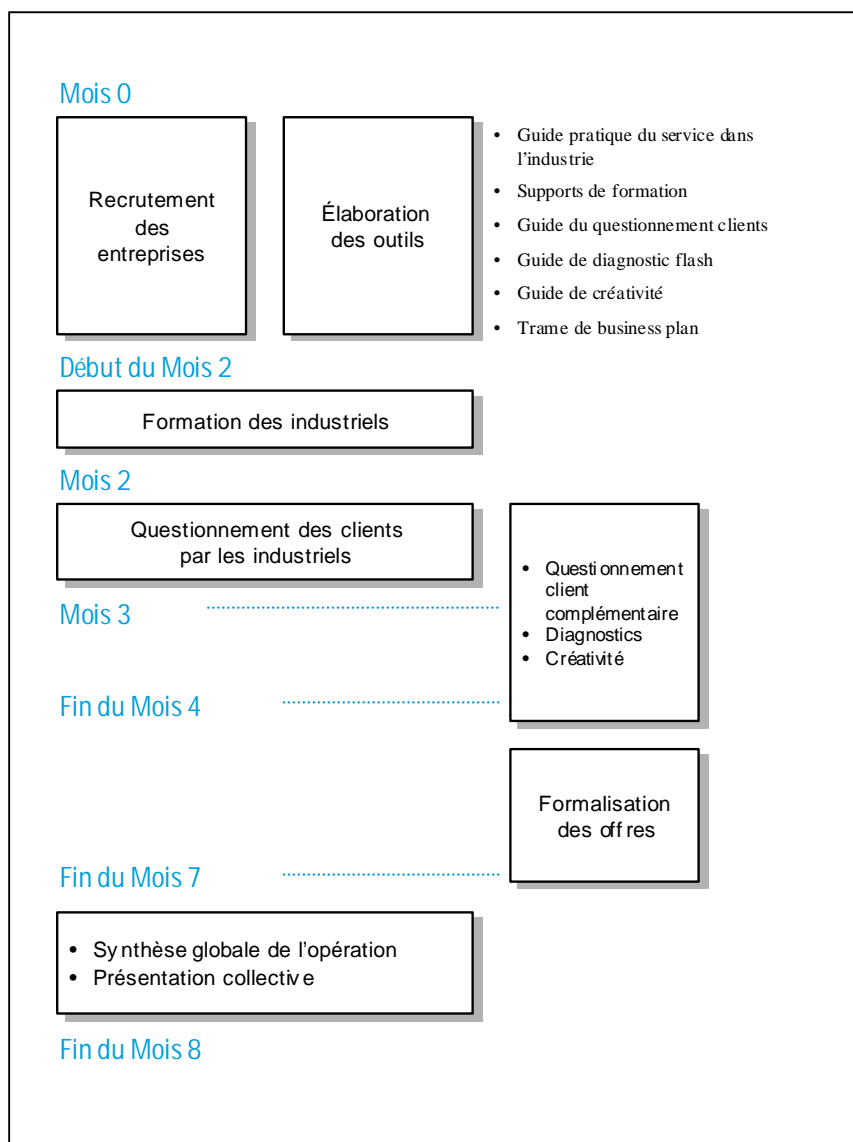 Mois 0
Recrutement
des
entreprises
Élaboration
des outils
• Guide pratique du service dans
l’industrie
• Supports de formation
• Guide du questionnement clients
• Guide de diagnostic flash
• Guide de créativité
• Trame de business plan
Début du Mois 2
Formation des industriels
Mois 2
Questionnement des clients
par les industriels
• Questionnement
client
complémentaire
• Diagnostics
• Créativité
Mois 3
Fin du Mois 4
Formalisation
des offres
Fin du Mois 7
• Synthèse globale de l’opération
• Présentation collective
Fin du Mois 8